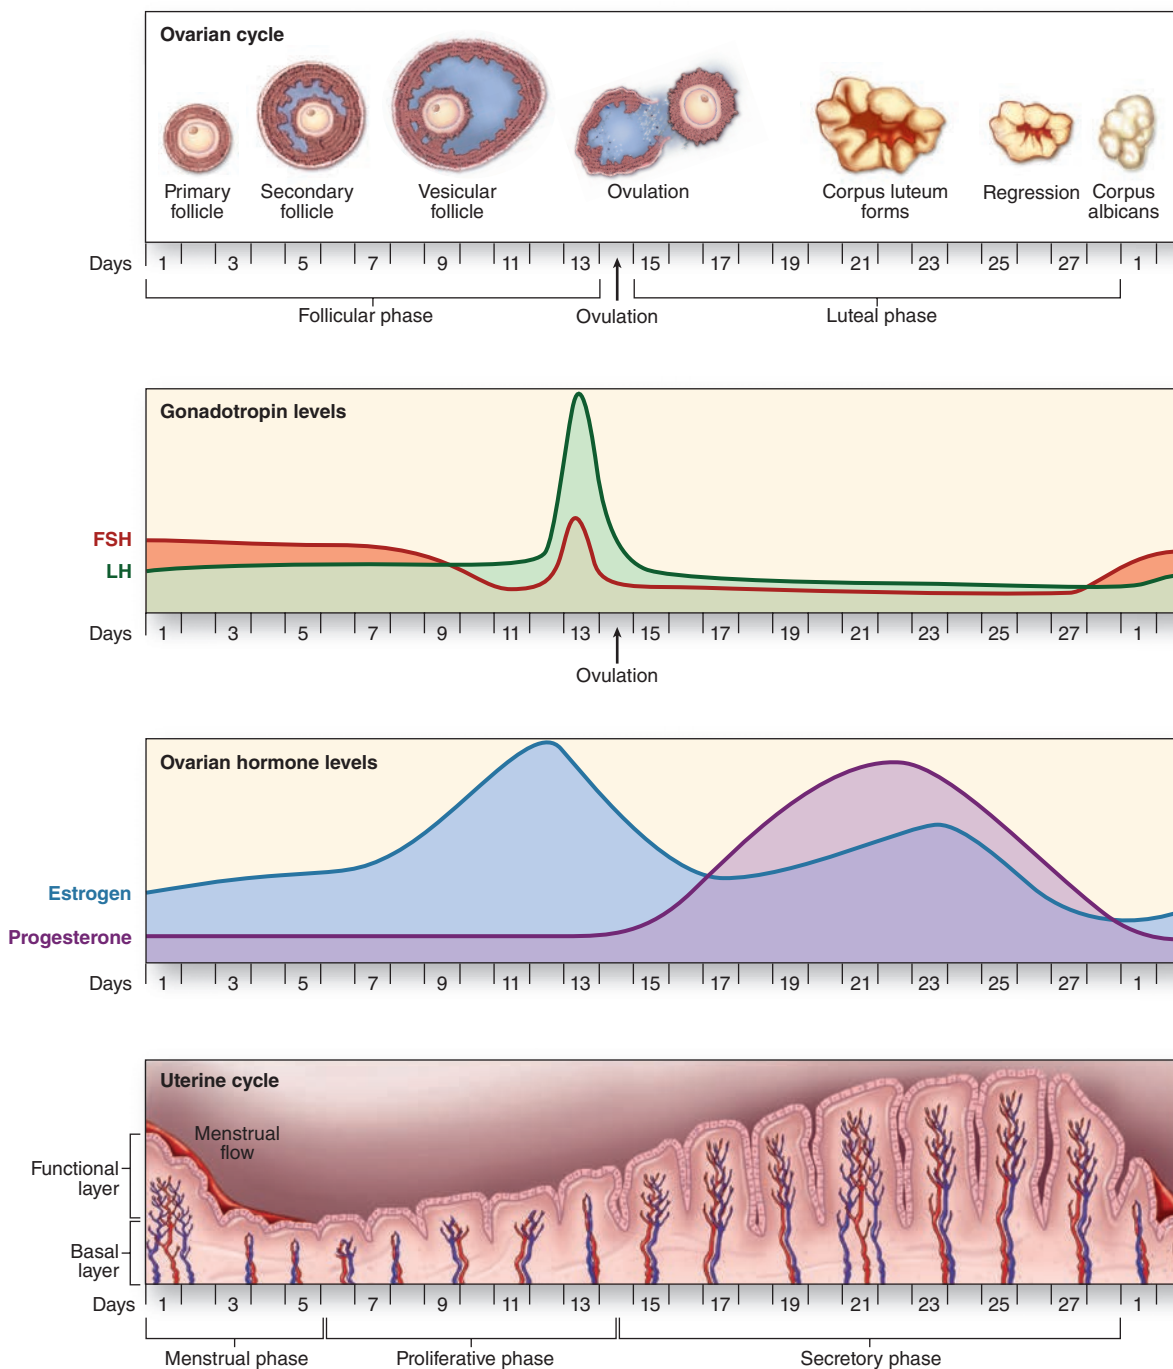 Ovarian cycle
Primary
follicle
Secondary
follicle
Vesicular
follicle
Ovulation
Corpus luteum
forms
Regression
Corpus
albicans
Days 1 3 5 7 9 11 13 15 17 19 21 23 25 27 1
Follicular phase
Ovulation
Luteal phase
Gonadotropin levels
FSH
LH
Days 1 3 5 7 9 11 13 15 17 19 21 23 25 27 1
Ovulation
Ovarian hormone levels
Estrogen
Progesterone
Days 1 3 5 7 9 11 13 15 17 19 21 23 25 27 1
Uterine cycle
Menstrual
flow
Functional
layer
Basal
layer
Days 1 3 5 7 9 11 13 15 17 19 21 23 25 27 1
Menstrual phase
Proliferative phase
Secretory phase